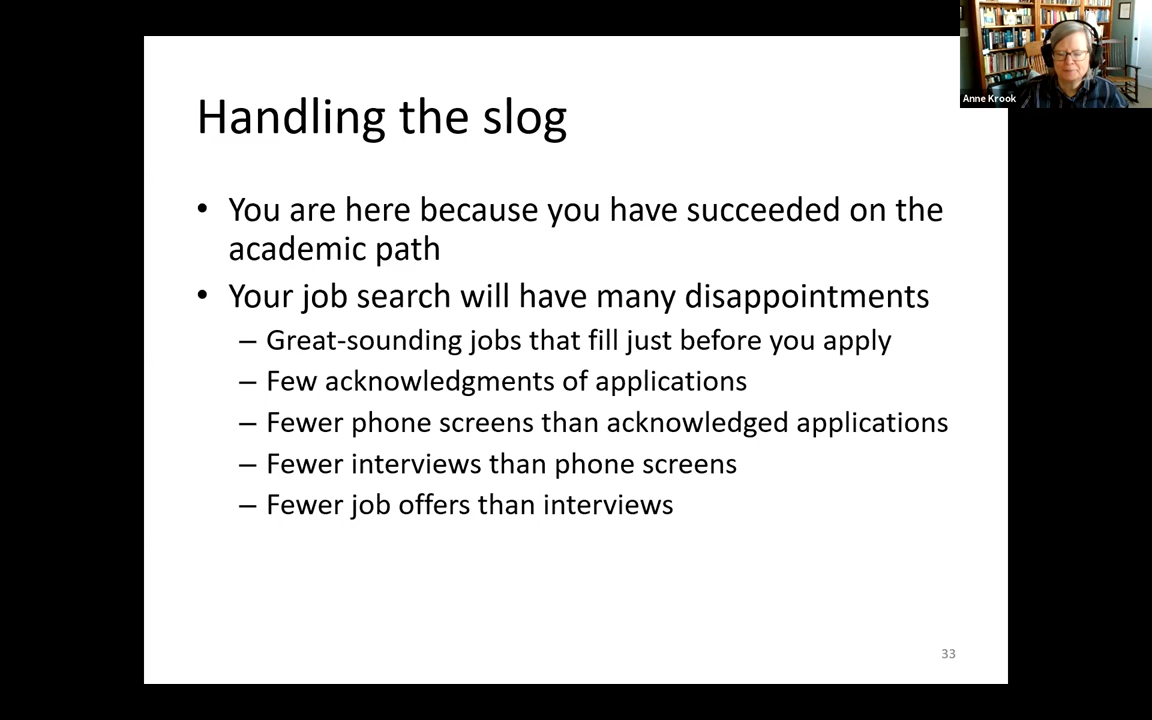 Handling the slog
• You are here because you have succeeded on the
academic path
• Your job search will have many disappointments
– Great-sounding jobs that fill just before you apply
– Few acknowledgments of applications
– Fewer phone screens than acknowledged applications
– Fewer interviews than phone screens
– Fewer job offers than interviews
33
Anne Krook